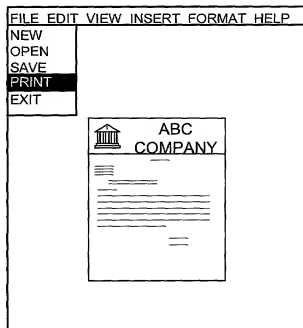 FILE EDIT VIEW INSERT FORMAT HELP
NEW
OPEN
SAVE
PRINT
EXIT
ABC
COMPANY